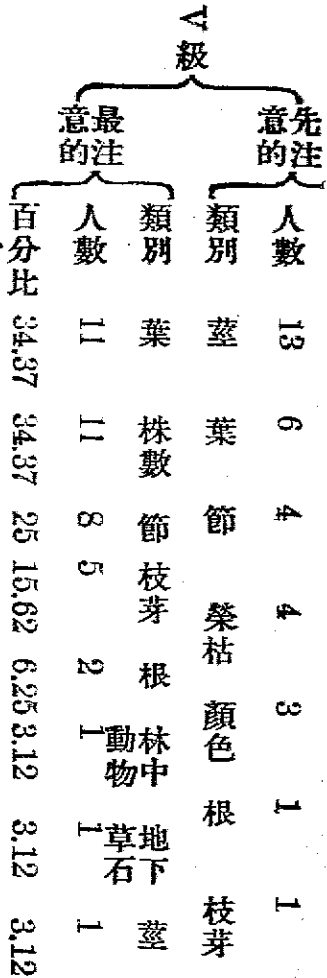 V級
先注意的
人數 13 6 4 4 3 1 1
類別 莖 葉 節 榮枯 顏色 根 枝芽
最注意的
類別 葉 株數 節 枝芽 根 林中動物 地下草石 莖
人數 11 11 8 5 2 1 1 1
百分比 34.37 34.37 25 15.62 6.25 3.12 3.12 3.12